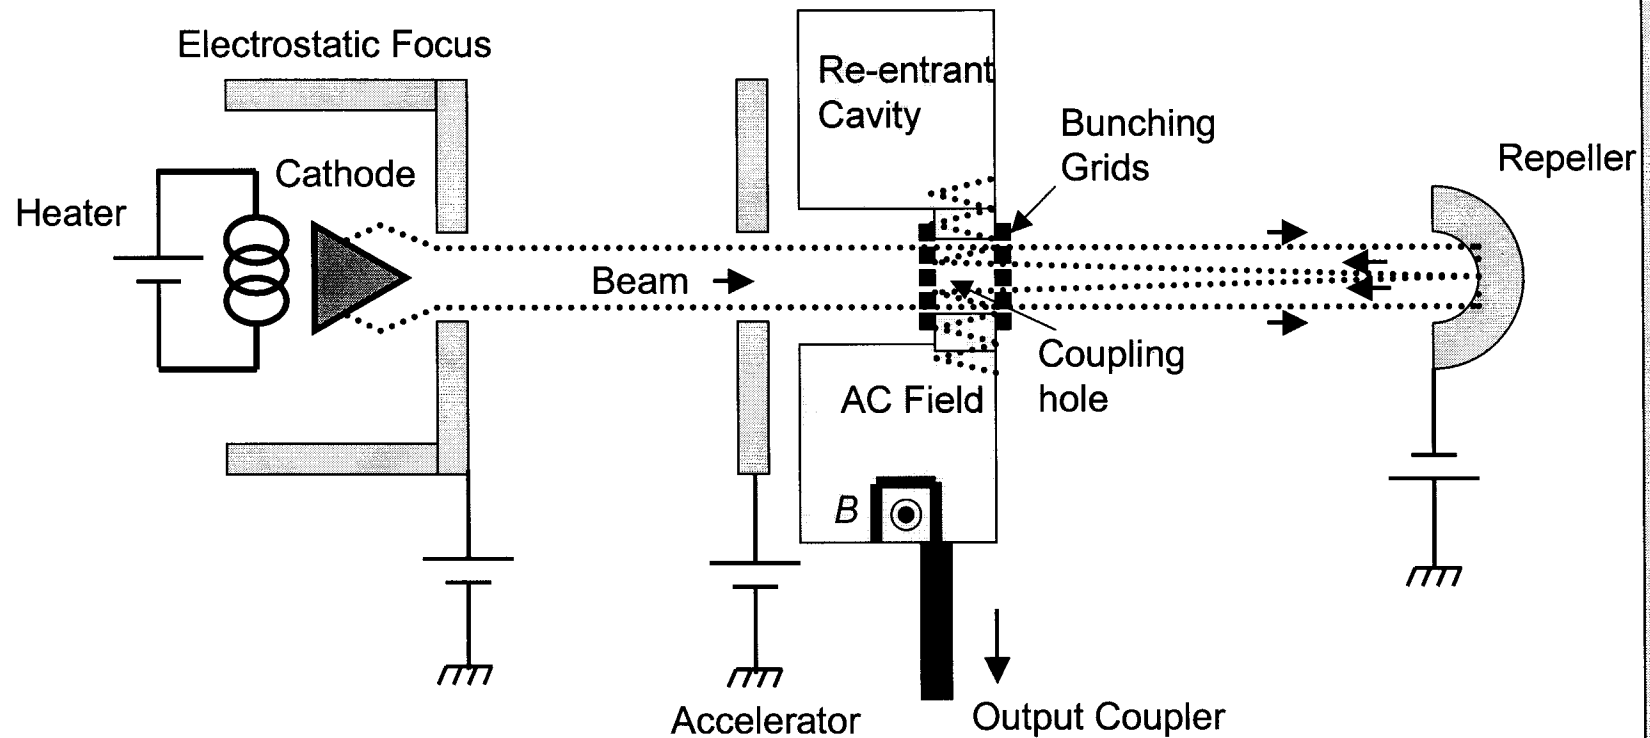 Electrostatic Focus
Re-entrant
Cavity
Bunching
Grids
Repeller
Cathode
Heater
Beam
Coupling
hole
AC Field
B
Accelerator
Output Coupler